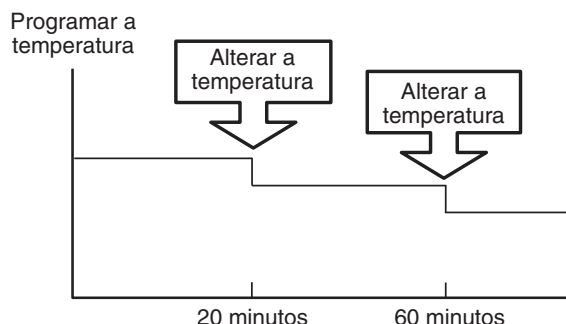 Programar a
temperatura
Alterar a
temperatura
Alterar a
temperatura
20 minutos
60 minutos